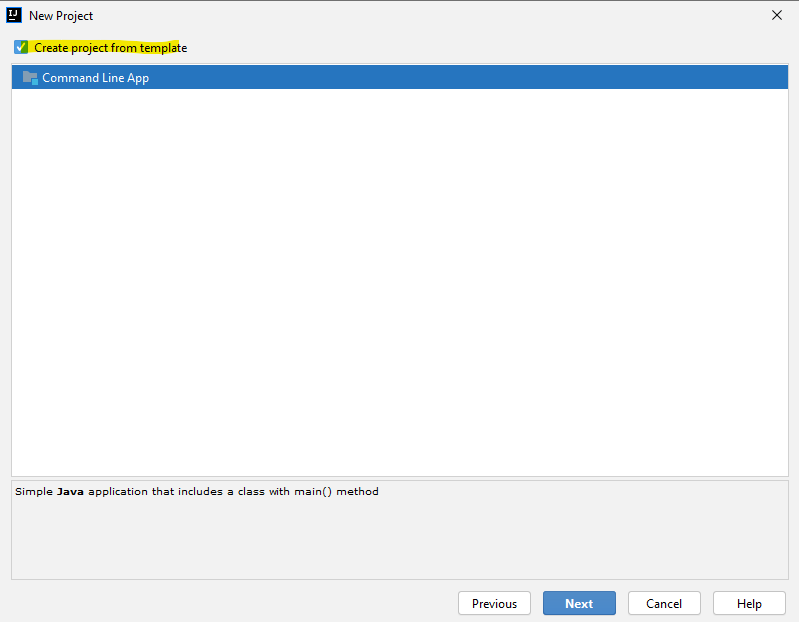 IJ
New Project
Create project from template
Command Line App
Simple Java application that includes a class with main() method
Previous
Next
Cancel
Help